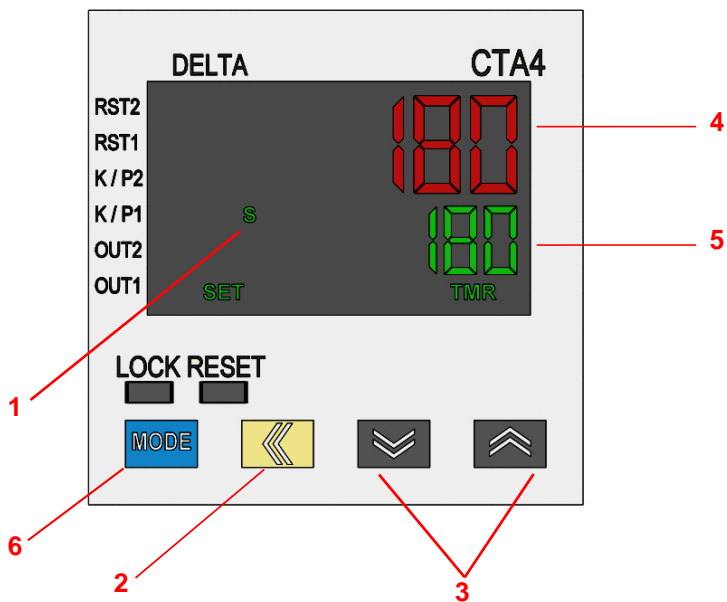 DELTA CTA4
RST2
RST1
K / P2
K / P1
OUT2
OUT1
180
S
180
SET TMR
LOCK RESET
MODE
1
2
3
4
5
6